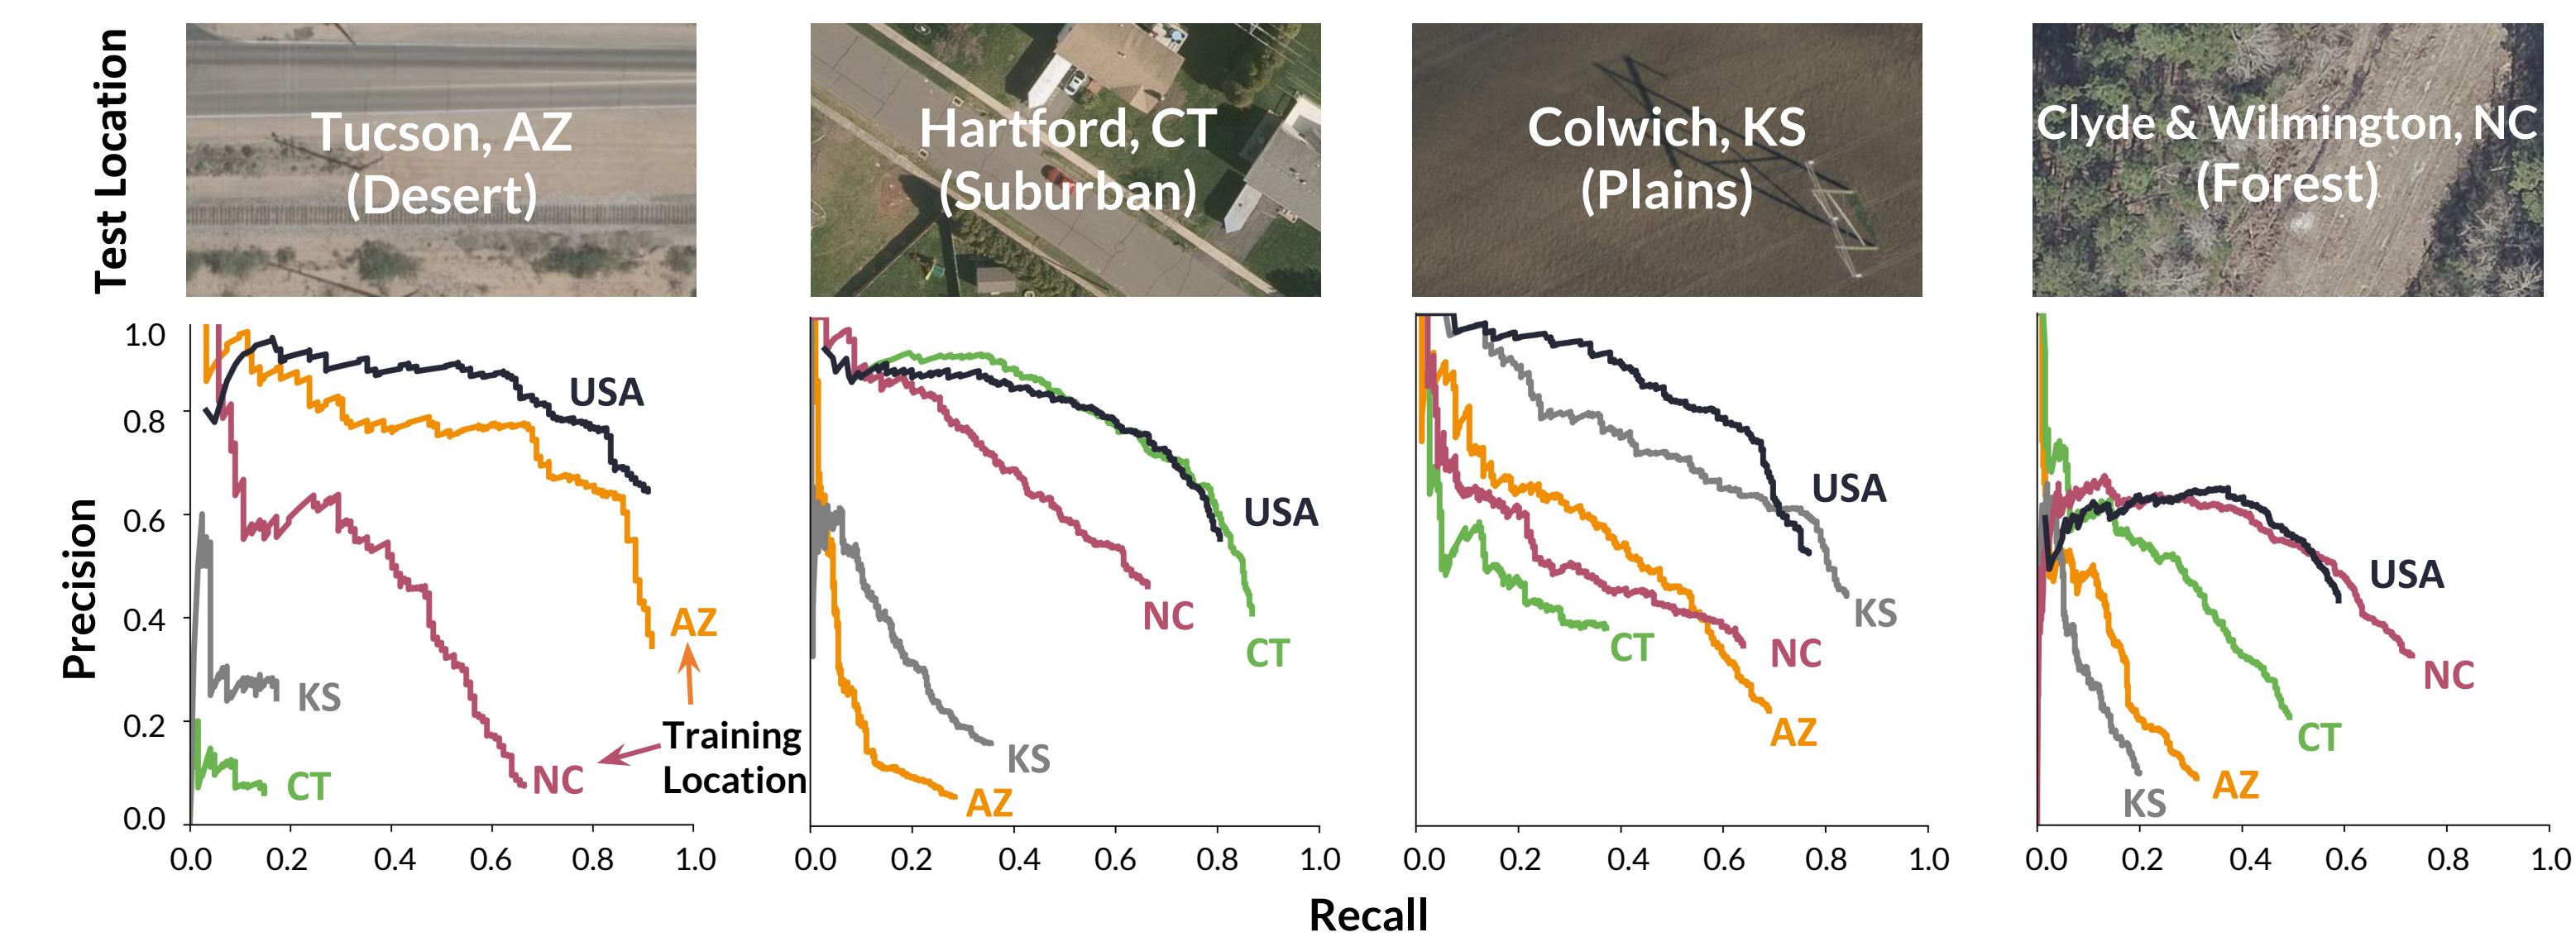 Test Location
Tucson, AZ
(Desert)
Hartford, CT
(Suburban)
Colwich, KS
(Plains)
Clyde & Wilmington, NC
(Forest)
Precision
1.0
0.8
0.6
0.4
0.2
0.0
USA
AZ
KS
NC
CT
Training
Location
0.0 0.2 0.4 0.6 0.8 1.0
USA
NC
CT
KS
AZ
0.0 0.2 0.4 0.6 0.8 1.0
USA
KS
CT
NC
AZ
0.0 0.2 0.4 0.6 0.8 1.0
USA
NC
CT
AZ
KS
0.0 0.2 0.4 0.6 0.8 1.0
Recall